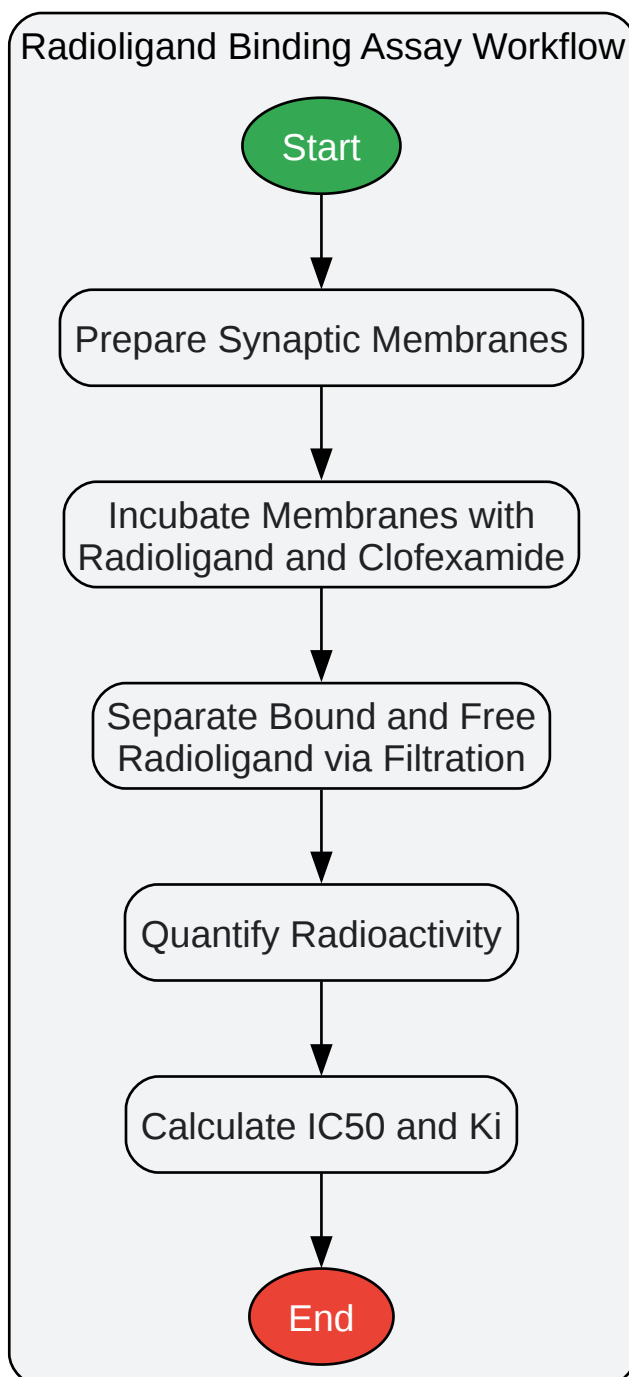 Radioligand Binding Assay Workflow
Start
Prepare Synaptic Membranes
Incubate Membranes with
Radioligand and Clofexamide
Separate Bound and Free
Radioligand via Filtration
Quantify Radioactivity
Calculate IC50 and Ki
End